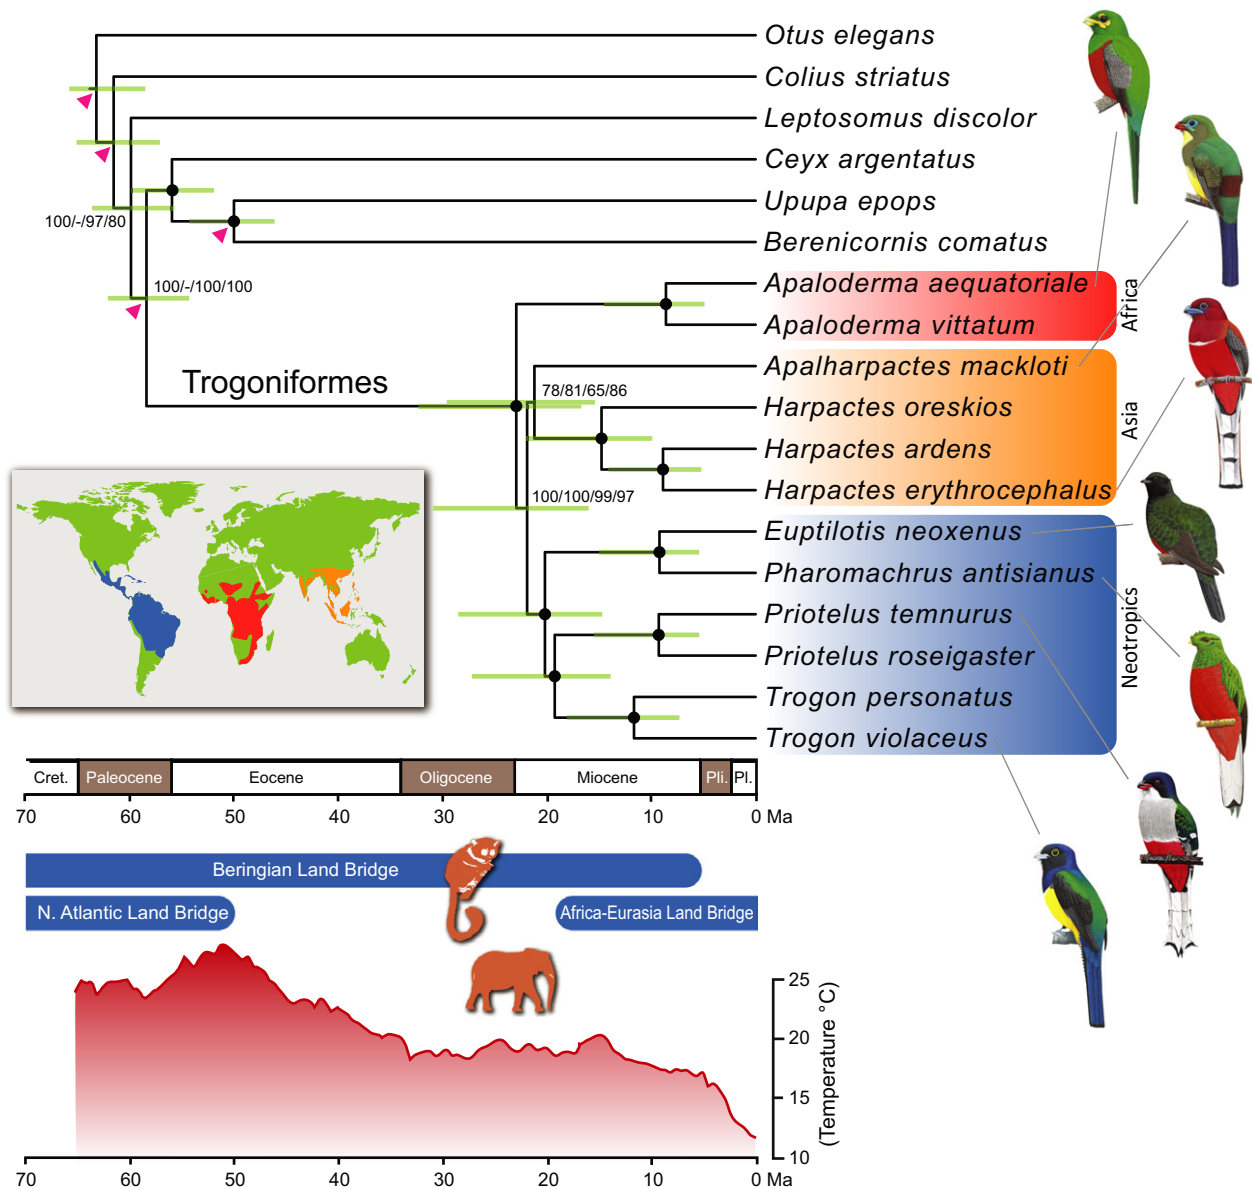 Otus elegans
Colius striatus
Leptosomus discolor
Ceyx argentatus
Upupa epops
Berenicornis comatus
Apaloderma aequatoriale
Apaloderma vittatum
Apalharpactes mackloti
Harpactes oreskios
Harpactes ardens
Harpactes erythrocephalus
Euptilotis neoxenus
Pharomachrus antisianus
Priotelus temnurus
Priotelus roseigaster
Trogon personatus
Trogon violaceus
Africa
Asia
Neotropics
100/-/97/80
100/-/100/100
Trogoniformes
78/81/65/86
100/100/99/97
Cret. Paleocene Eocene Oligocene Miocene Pli. Pl.
70 60 50 40 30 20 10 0 Ma
Beringian Land Bridge
N. Atlantic Land Bridge Africa-Eurasia Land Bridge
25
20
15
10
(Temperature °C)
70 60 50 40 30 20 10 0 Ma